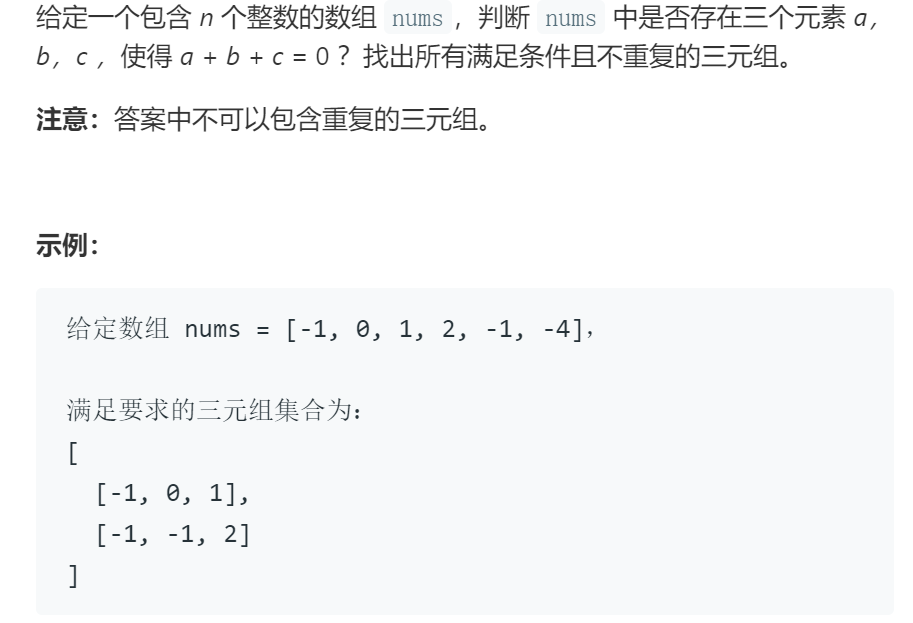 给定一个包含 n 个整数的数组 nums，判断 nums 中是否存在三个元素 a，
b，c ，使得 a + b + c = 0 ？找出所有满足条件且不重复的三元组。
注意：答案中不可以包含重复的三元组。
示例：
给定数组 nums = [-1, 0, 1, 2, -1, -4]，
满足要求的三元组集合为：
[
[-1, 0, 1],
[-1, -1, 2]
]